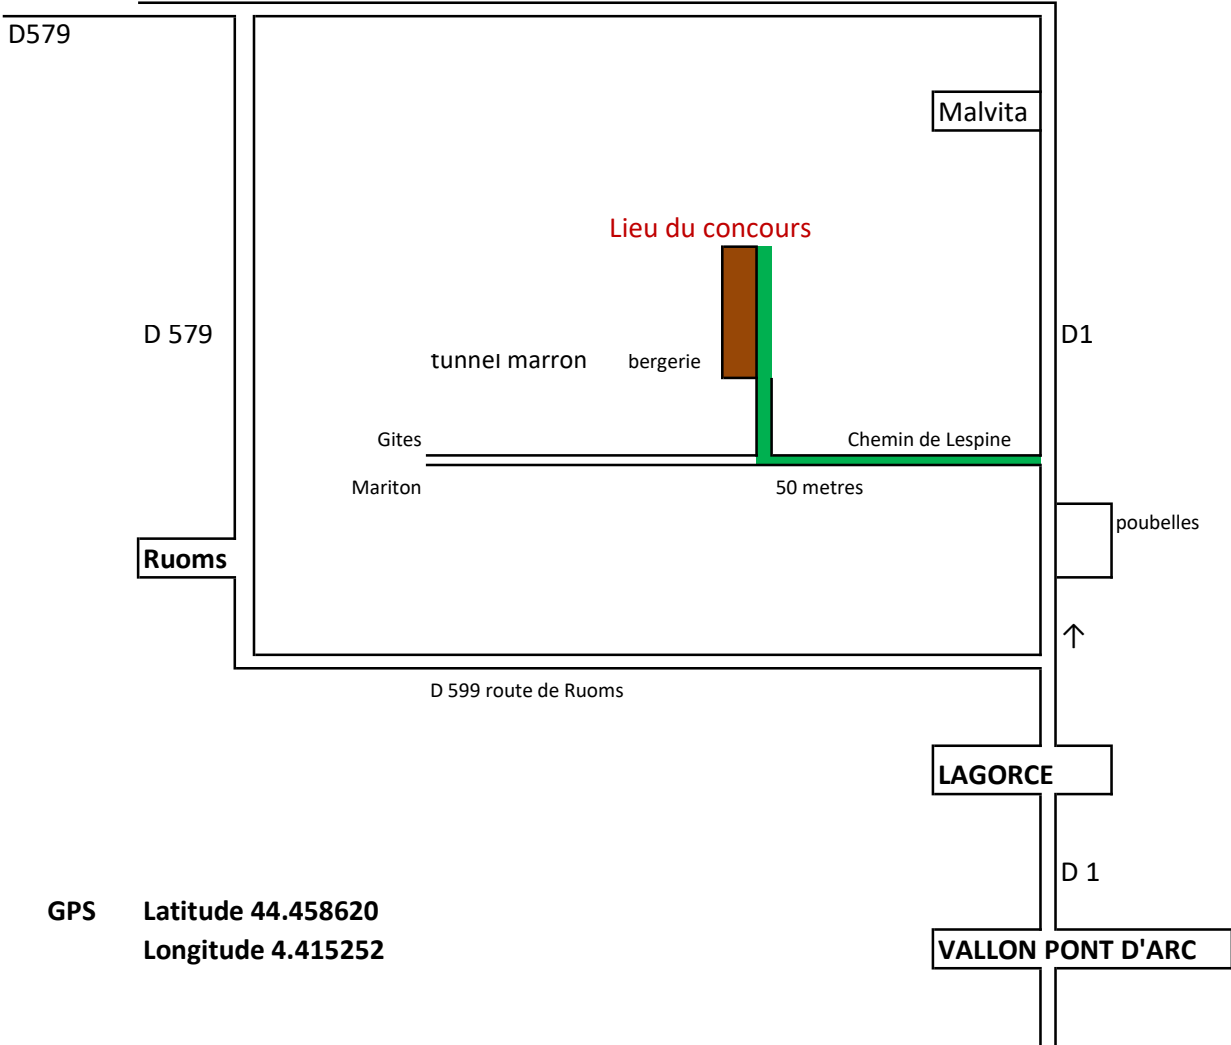 D579
Malvita
Lieu du concours
D 579
D1
tunnel marron
bergerie
Gites
Chemin de Lespine
Mariton
50 metres
poubelles
Ruoms
↑
D 599 route de Ruoms
LAGORCE
D 1
GPS Latitude 44.458620
Longitude 4.415252
VALLON PONT D'ARC